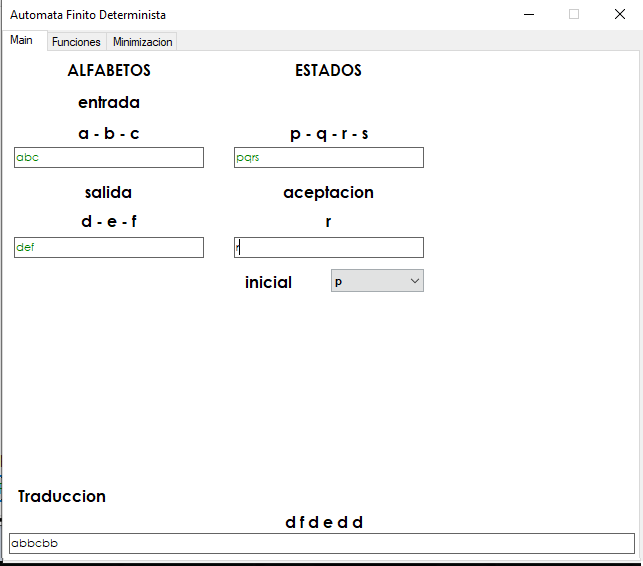 Automata Finito Determinista
Main Funciones Minimizacion
ALFABETOS ESTADOS
entrada
a - b - c p - q - r - s
abc pqrs
salida aceptacion
d - e - f r
def r
inicial p
Traduccion
d f d e d d
abbcbb